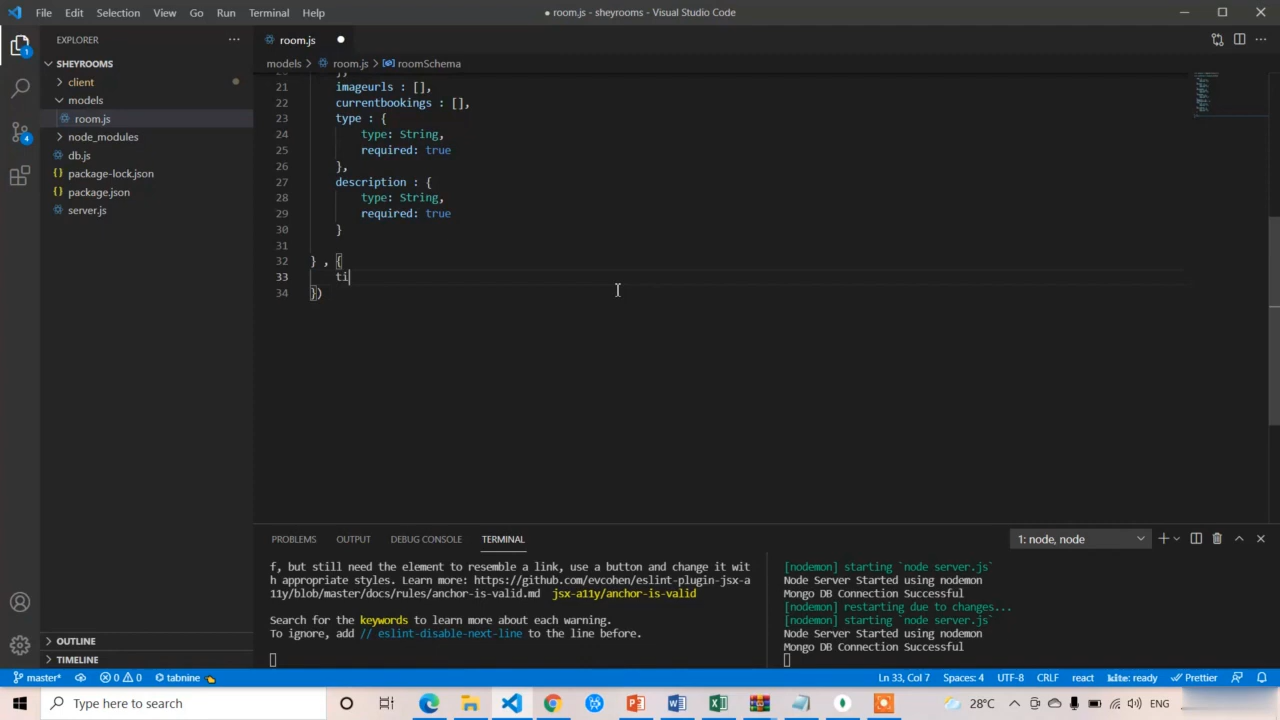 File Edit Selection View Go Run Terminal Help
● room.js - sheyrooms - Visual Studio Code
EXPLORER
SHEYROOMS
client
models
room.js
node_modules
db.js
package-lock.json
package.json
server.js
OUTLINE
TIMELINE
1
4
room.js
models > room.js > roomSchema
21 imageurls : [],
22 currentbookings : [],
23 type : {
24 type: String,
25 required: true
26 },
27 description : {
28 type: String,
29 required: true
30 }
31
32 } , {
33 ti
34 })
PROBLEMS OUTPUT DEBUG CONSOLE TERMINAL
1: node, node
f, but still need the element to resemble a link, use a button and change it wit
h appropriate styles. Learn more: https://github.com/evcohen/eslint-plugin-jsx-a
11y/blob/master/docs/rules/anchor-is-valid.md jsx-a11y/anchor-is-valid
Search for the keywords to learn more about each warning.
To ignore, add // eslint-disable-next-line to the line before.
[nodemon] starting `node server.js`
Node Server Started using nodemon
Mongo DB Connection Successful
[nodemon] restarting due to changes...
[nodemon] starting `node server.js`
Node Server Started using nodemon
Mongo DB Connection Successful
master* 0 0 tabnine Ln 33, Col 7 Spaces: 4 UTF-8 CRLF react kite: ready Prettier
Type here to search 28°C ENG